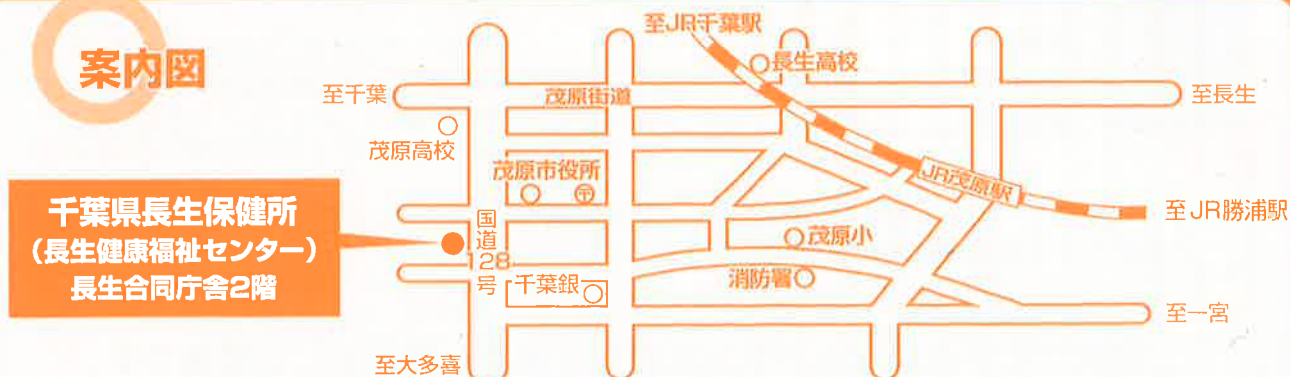 案内図
至JR千葉駅
長生高校
至千葉
茂原街道
至長生
茂原高校
茂原市役所
〒
JR茂原駅
千葉県長生保健所
(長生健康福祉センター)
長生合同庁舎2階
国道128号
茂原小
至JR勝浦駅
消防署
千葉銀
至一宮
至大多喜